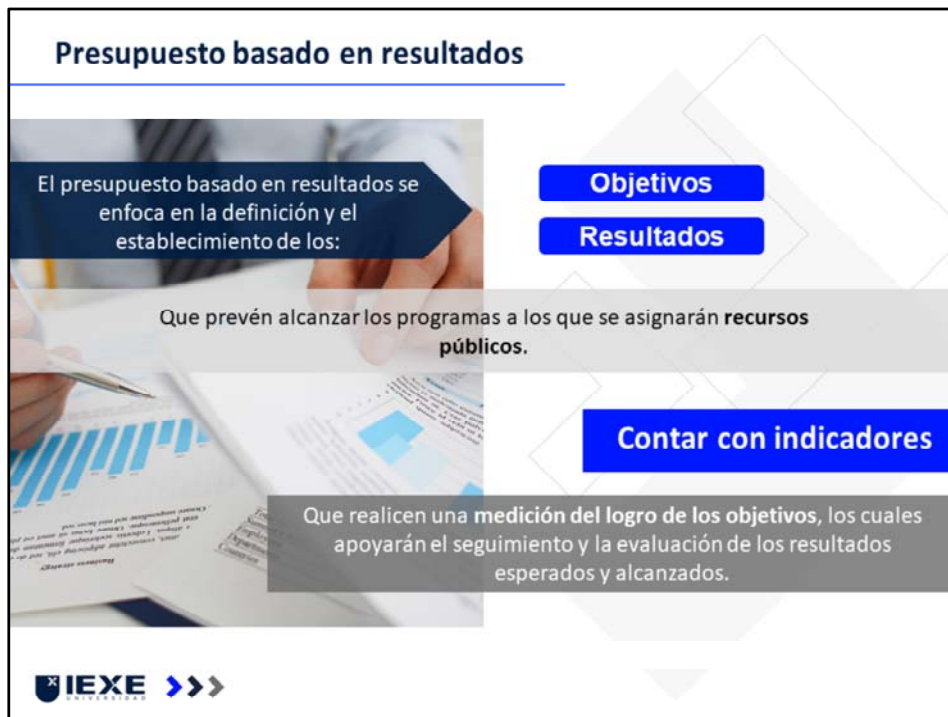 Presupuesto basado en resultados
El presupuesto basado en resultados se
enfoca en la definición y el
establecimiento de los:
Objetivos
Resultados
Que prevén alcanzar los programas a los que se asignarán recursos
públicos.
Contar con indicadores
Que realicen una medición del logro de los objetivos, los cuales
apoyarán el seguimiento y la evaluación de los resultados
esperados y alcanzados.
Business strategy
IEXE
UNIVERSIDAD